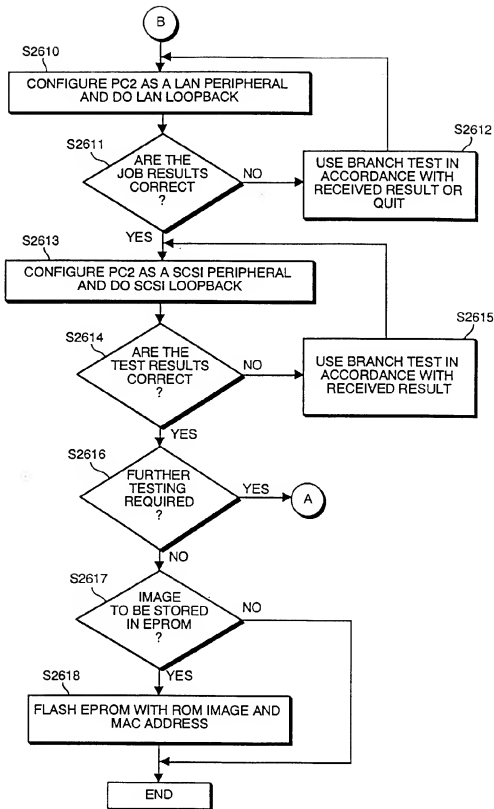 B
S2610
CONFIGURE PC2 AS A LAN PERIPHERAL
AND DO LAN LOOPBACK
S2611
ARE THE
JOB RESULTS
CORRECT
?
NO
YES
S2612
USE BRANCH TEST IN
ACCORDANCE WITH
RECEIVED RESULT OR
QUIT
S2613
CONFIGURE PC2 AS A SCSI PERIPHERAL
AND DO SCSI LOOPBACK
S2614
ARE THE
TEST RESULTS
CORRECT
?
NO
YES
S2615
USE BRANCH TEST IN
ACCORDANCE WITH
RECEIVED RESULT
S2616
FURTHER
TESTING
REQUIRED
?
YES
A
NO
S2617
IMAGE
TO BE STORED
IN EPROM
?
NO
YES
S2618
FLASH EPROM WITH ROM IMAGE AND
MAC ADDRESS
END